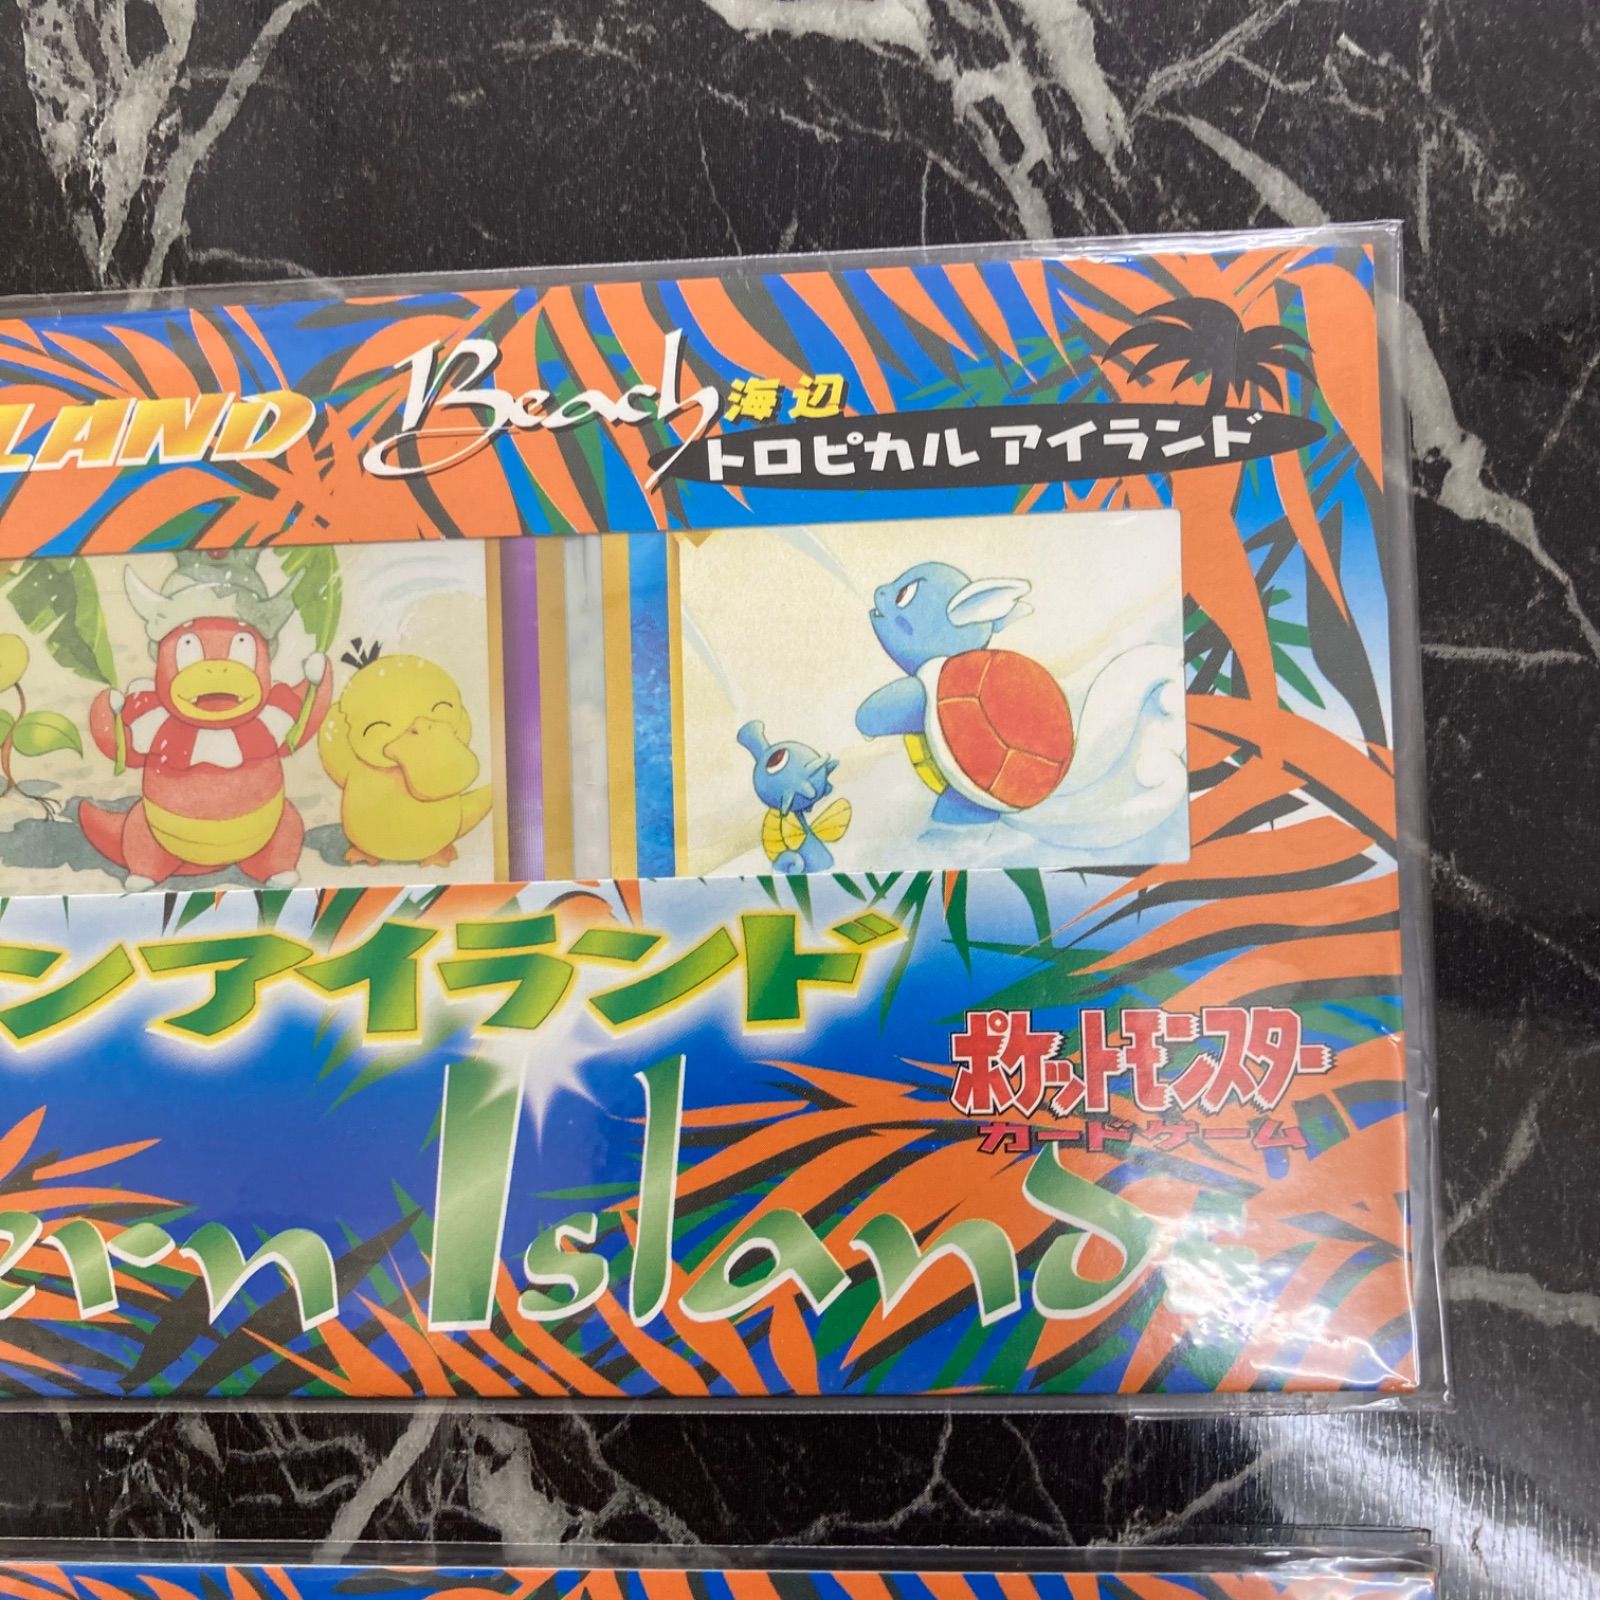 LAND
Beach 海辺
トロピカル アイランド
ンアイランド
ern Island
ポケットモンスター
カードゲーム